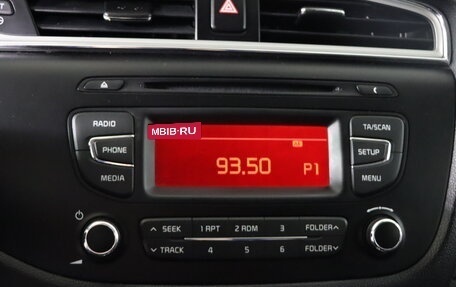 RADIO
TA/SCAN
MBIB-RU
PHONE
SETUP
93.50 P1
MEDIA
MENU
SEEK 1 RPT 2 RDM 3 FOLDER
TRACK 4 5 6 FOLDER